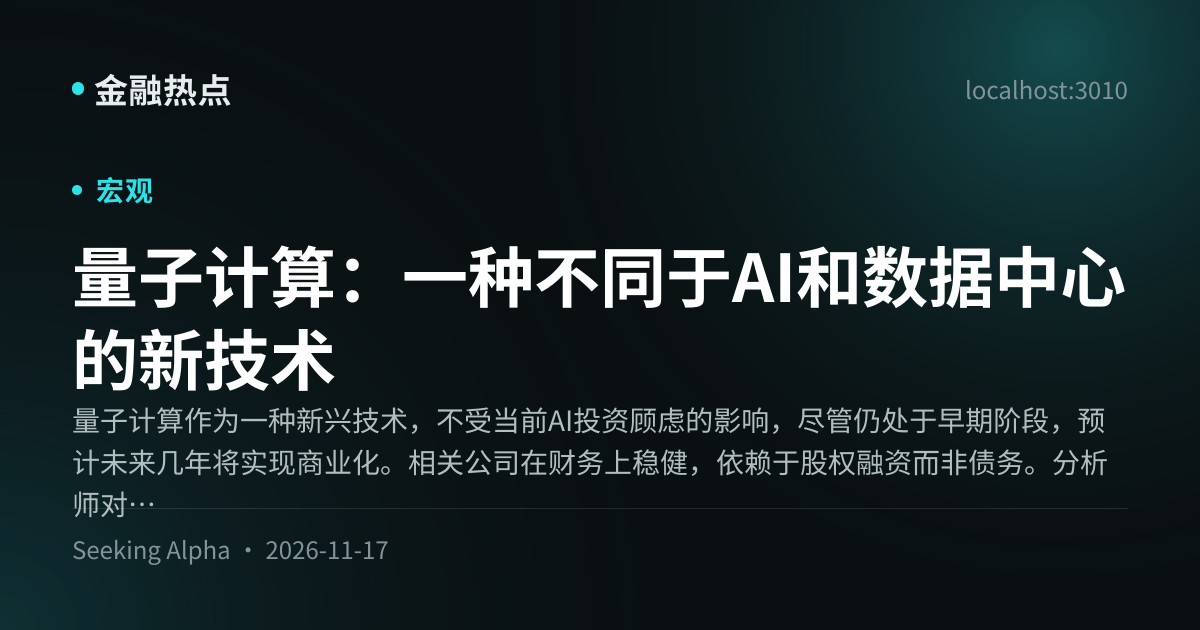 金融热点
localhost:3010
宏观
量子计算：一种不同于AI和数据中心
的新技术
量子计算作为一种新兴技术，不受当前AI投资顾虑的影响，尽管仍处于早期阶段，预
计未来几年将实现商业化。相关公司在财务上稳健，依赖于股权融资而非债务。分析
师对…
Seeking Alpha · 2026-11-17